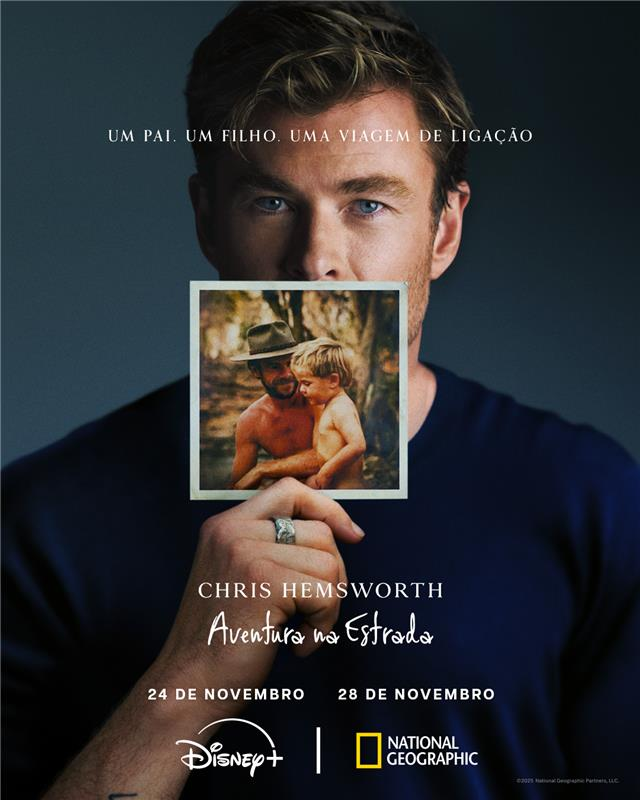 UM PAI. UM FILHO. UMA VIAGEM DE LIGAÇÃO
CHRIS HEMSWORTH
Aventura na Estrada
24 DE NOVEMBRO 28 DE NOVEMBRO
Disney+ NATIONAL GEOGRAPHIC
©2025 National Geographic Partners, LLC.